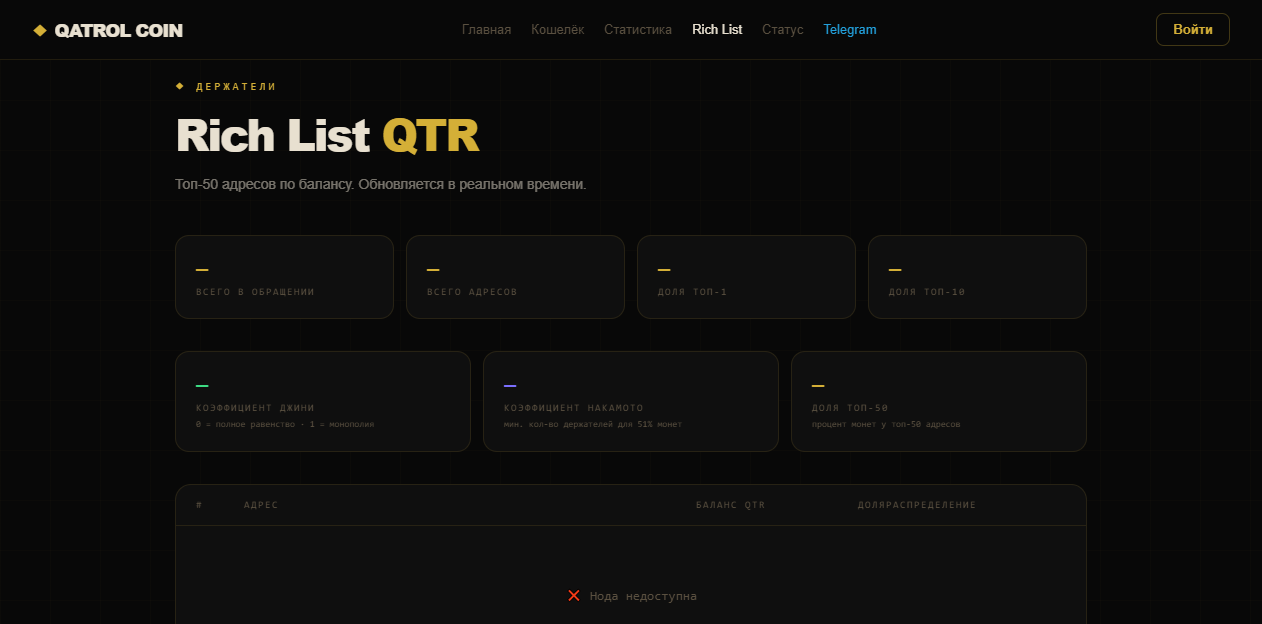 ◆ QATROL COIN Главная Кошелёк Статистика Rich List Статус Telegram Войти
◆ ДЕРЖАТЕЛИ
Rich List QTR
Топ-50 адресов по балансу. Обновляется в реальном времени.
— — — —
ВСЕГО В ОБРАЩЕНИИ ВСЕГО АДРЕСОВ ДОЛЯ ТОП-1 ДОЛЯ ТОП-10
— — —
КОЭФФИЦИЕНТ ДЖИНИ КОЭФФИЦИЕНТ НАКАМОТО ДОЛЯ ТОП-50
0 = полное равенство · 1 = монополия мин. кол-во держателей для 51% монет процент монет у топ-50 адресов
# АДРЕС БАЛАНС QTR ДОЛЯРАСПРЕДЕЛЕНИЕ
❌ Нода недоступна